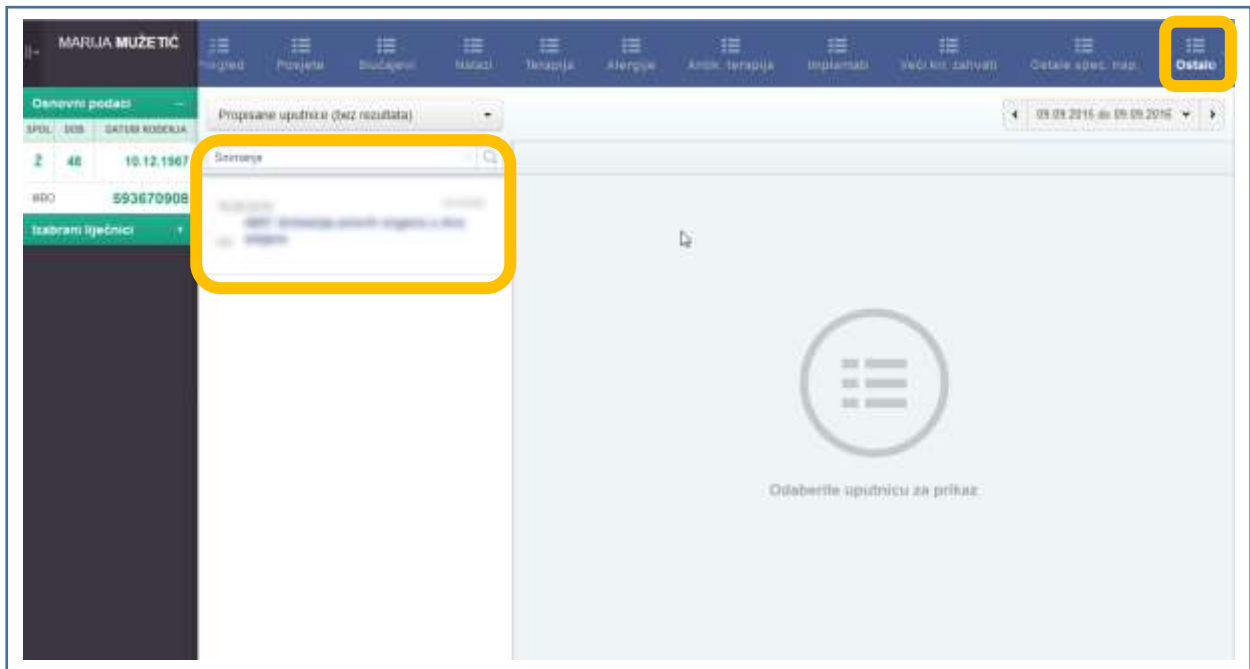 MARIJA MUŽETIĆ
Pregled Posjete Slučajevi Nalazi Terapija Alergije Antik. terapija Implantati Veći kir. zahvati Ostale spec. nap. Ostalo
Osnovni podaci
SPOL DOB DATUM ROĐENJA
Ž 48 10.12.1967
MBO 593670908
Izabrani liječnici
Propisane uputnice (bez rezultata)
09.09.2015 do 09.09.2016
Snimanje
Odaberite uputnicu za prikaz